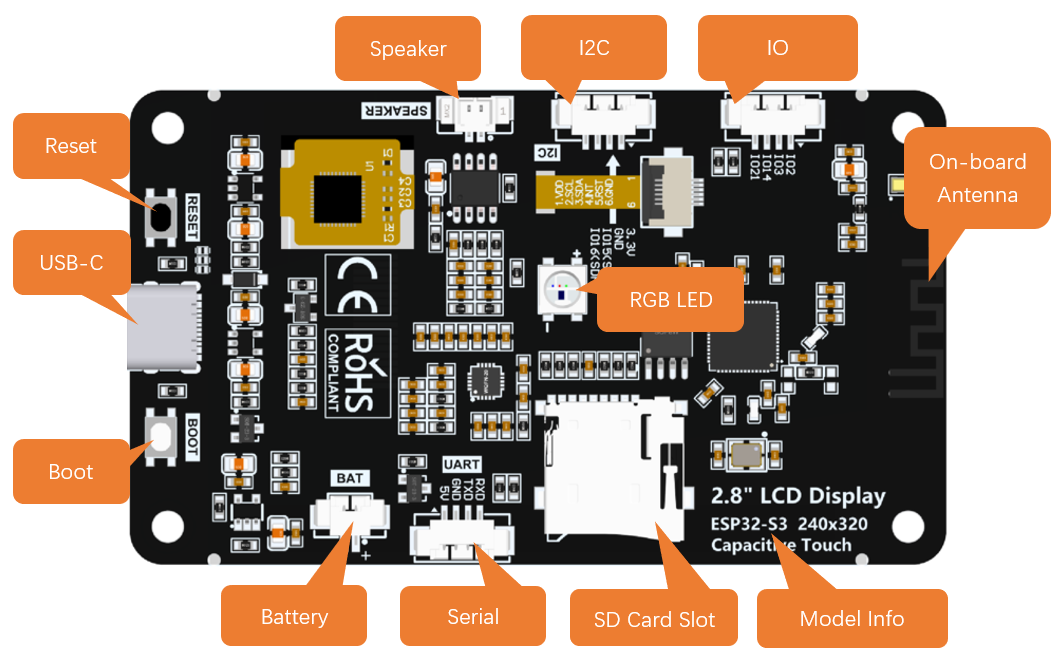 Speaker
I2C
IO
Reset
On-board
Antenna
USB-C
RGB LED
Boot
Battery
Serial
SD Card Slot
Model Info
SPEAKER
I2C
1.VDD
2.SCL
3.SDA
4.INT
5.RST
6.GND
1
6
3.3V
GND
IO21
IO14
IO3
IO2
RESET
CE
RoHS
COMPLIANT
BOOT
BAT
+
UART
5V
GND
TXD
RXD
2.8" LCD Display
ESP32-S3 240x320
Capacitive Touch